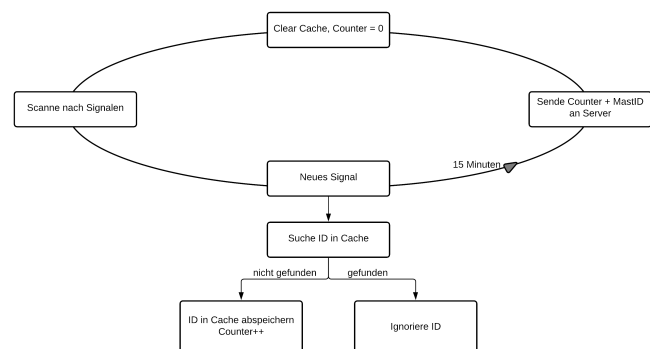 Clear Cache, Counter = 0
Scanne nach Signalen
Sende Counter + MastID
an Server
15 Minuten
Neues Signal
Suche ID in Cache
nicht gefunden
gefunden
ID in Cache abspeichern
Counter++
Ignoriere ID